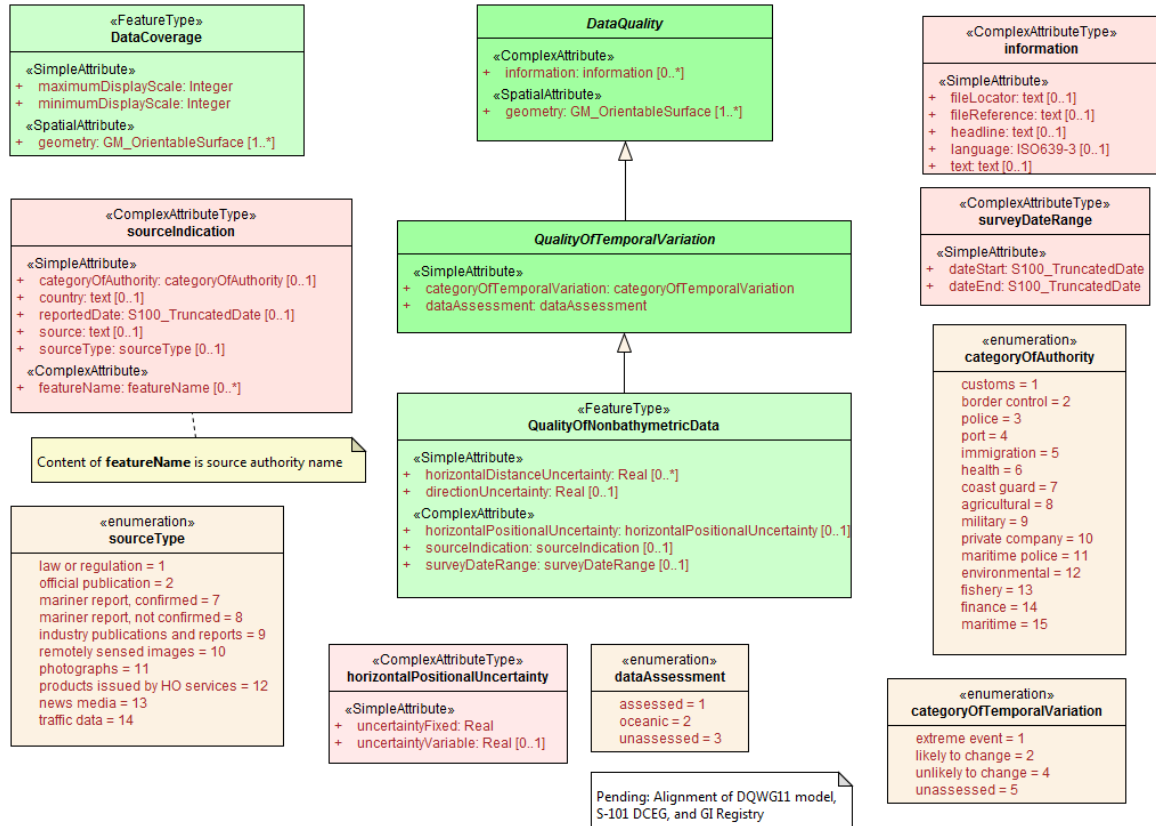 «FeatureType»
DataCoverage
«SimpleAttribute»
+ maximumDisplayScale: Integer
+ minimumDisplayScale: Integer
«SpatialAttribute»
+ geometry: GM_OrientableSurface [1..*]
DataQuality
«ComplexAttribute»
+ information: information [0..*]
«SpatialAttribute»
+ geometry: GM_OrientableSurface [1..*]
«ComplexAttributeType»
information
«SimpleAttribute»
+ fileLocator: text [0..1]
+ fileReference: text [0..1]
+ headline: text [0..1]
+ language: ISO639-3 [0..1]
+ text: text [0..1]
«ComplexAttributeType»
sourceIndication
«SimpleAttribute»
+ categoryOfAuthority: categoryOfAuthority [0..1]
+ country: text [0..1]
+ reportedDate: S100_TruncatedDate [0..1]
+ source: text [0..1]
+ sourceType: sourceType [0..1]
«ComplexAttribute»
+ featureName: featureName [0..*]
Content of featureName is source authority name
QualityOfTemporalVariation
«SimpleAttribute»
+ categoryOfTemporalVariation: categoryOfTemporalVariation
+ dataAssessment: dataAssessment
«ComplexAttributeType»
surveyDateRange
«SimpleAttribute»
+ dateStart: S100_TruncatedDate
+ dateEnd: S100_TruncatedDate
«FeatureType»
QualityOfNonbathymetricData
«SimpleAttribute»
+ horizontalDistanceUncertainty: Real [0..*]
+ directionUncertainty: Real [0..1]
«ComplexAttribute»
+ horizontalPositionalUncertainty: horizontalPositionalUncertainty [0..1]
+ sourceIndication: sourceIndication [0..1]
+ surveyDateRange: surveyDateRange [0..1]
«enumeration»
categoryOfAuthority
customs = 1
border control = 2
police = 3
port = 4
immigration = 5
health = 6
coast guard = 7
agricultural = 8
military = 9
private company = 10
maritime police = 11
environmental = 12
fishery = 13
finance = 14
maritime = 15
«enumeration»
sourceType
law or regulation = 1
official publication = 2
mariner report, confirmed = 7
mariner report, not confirmed = 8
industry publications and reports = 9
remotely sensed images = 10
photographs = 11
products issued by HO services = 12
news media = 13
traffic data = 14
«ComplexAttributeType»
horizontalPositionalUncertainty
«SimpleAttribute»
+ uncertaintyFixed: Real
+ uncertaintyVariable: Real [0..1]
«enumeration»
dataAssessment
assessed = 1
oceanic = 2
unassessed = 3
«enumeration»
categoryOfTemporalVariation
extreme event = 1
likely to change = 2
unlikely to change = 4
unassessed = 5
Pending: Alignment of DQWG11 model,
S-101 DCEG, and GI Registry